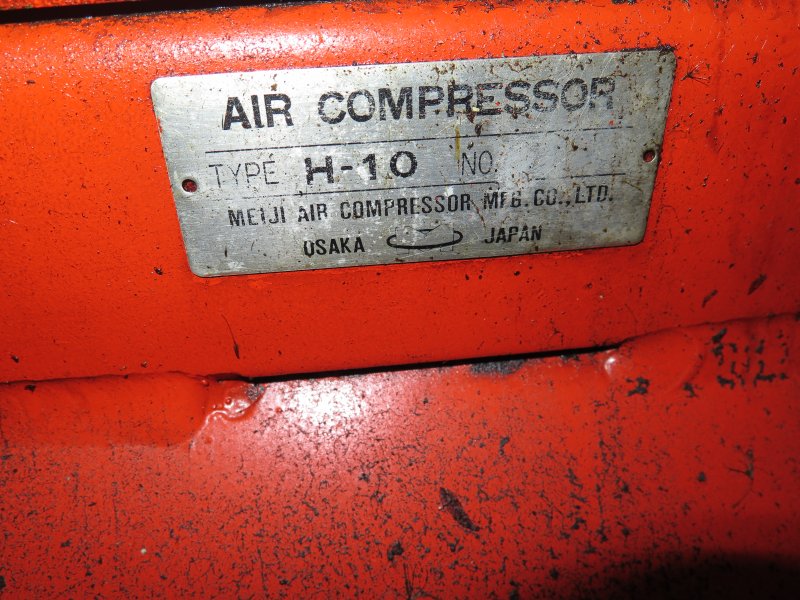 AIR COMPRESSOR
TYPE H-10 NO.
MEIJI AIR COMPRESSOR MFG. CO., LTD.
OSAKA JAPAN